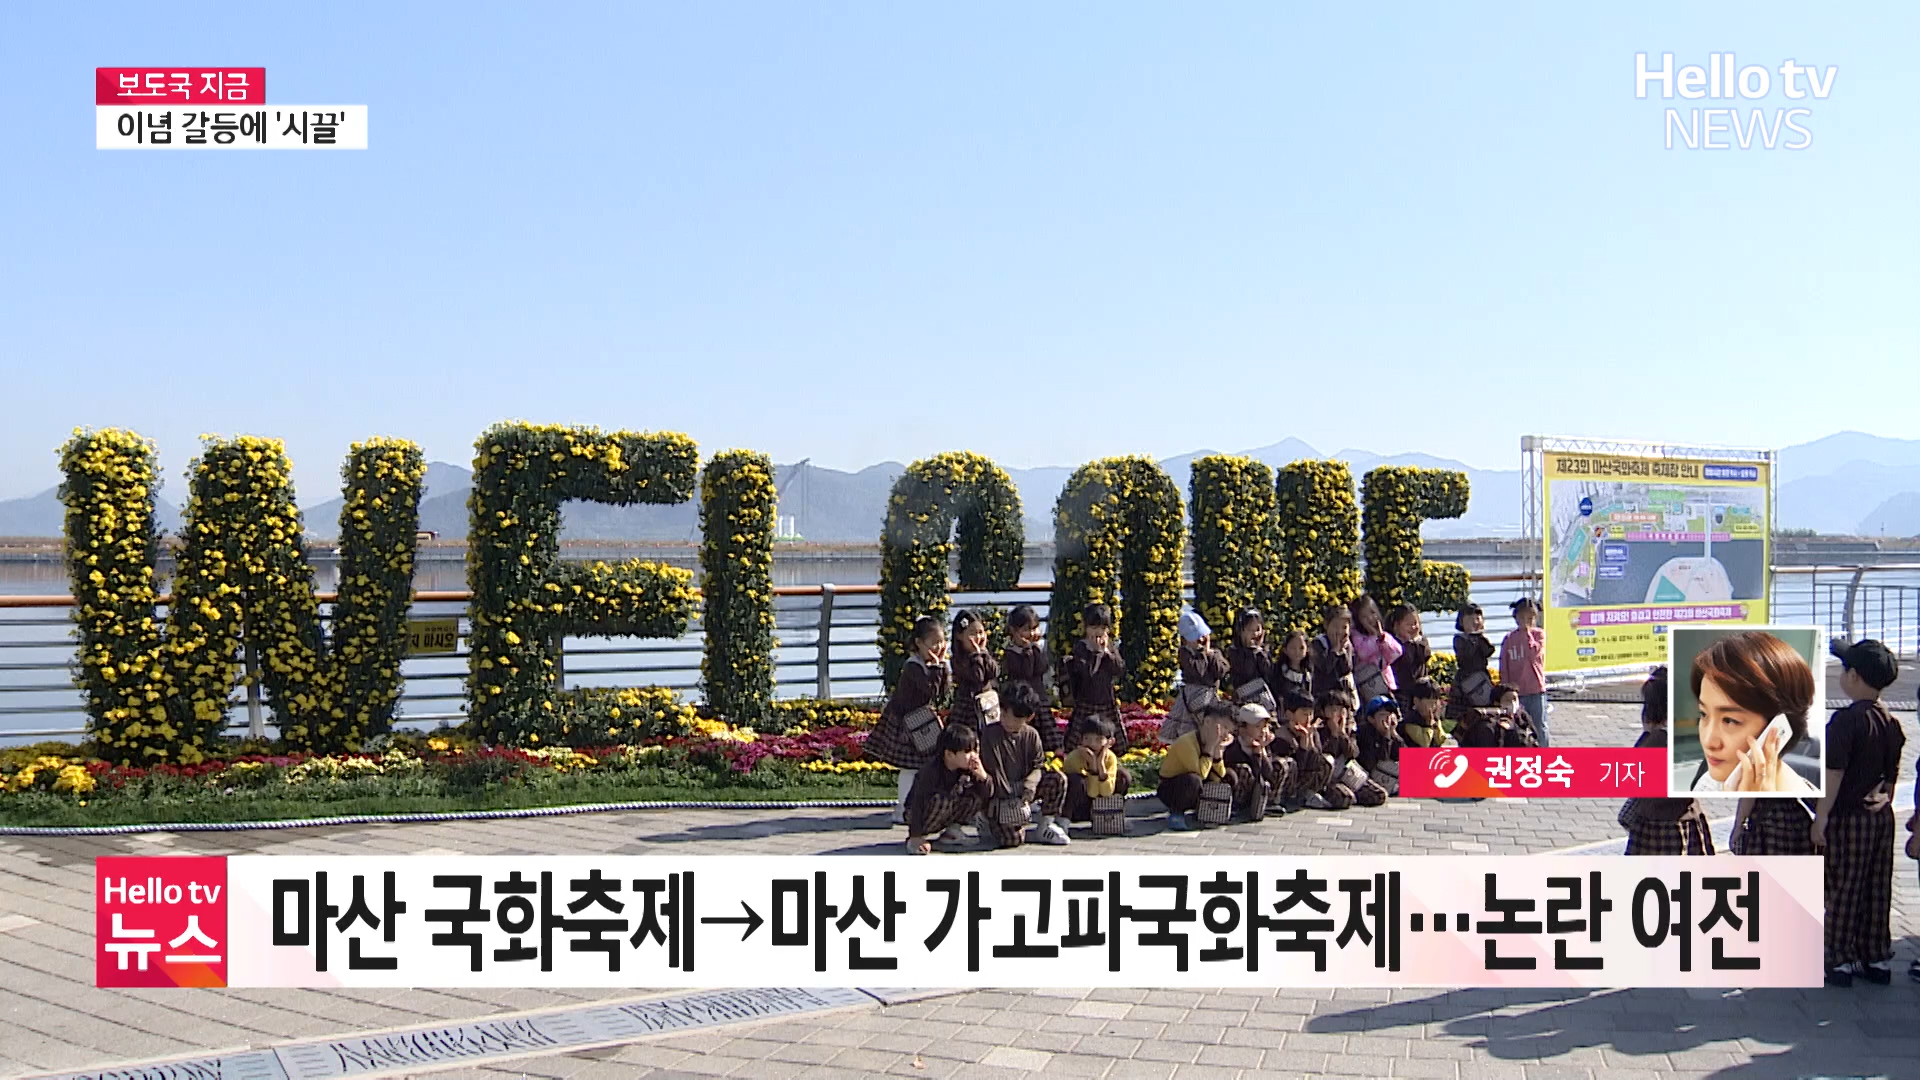 보도국 지금
이념 갈등에 '시끌'
Hello tv
NEWS
WELCOME
제23회 마산국화축제 축제장 안내
마시오
권정숙 기자
Hello tv
뉴스
마산 국화축제→마산 가고파국화축제…논란 여전